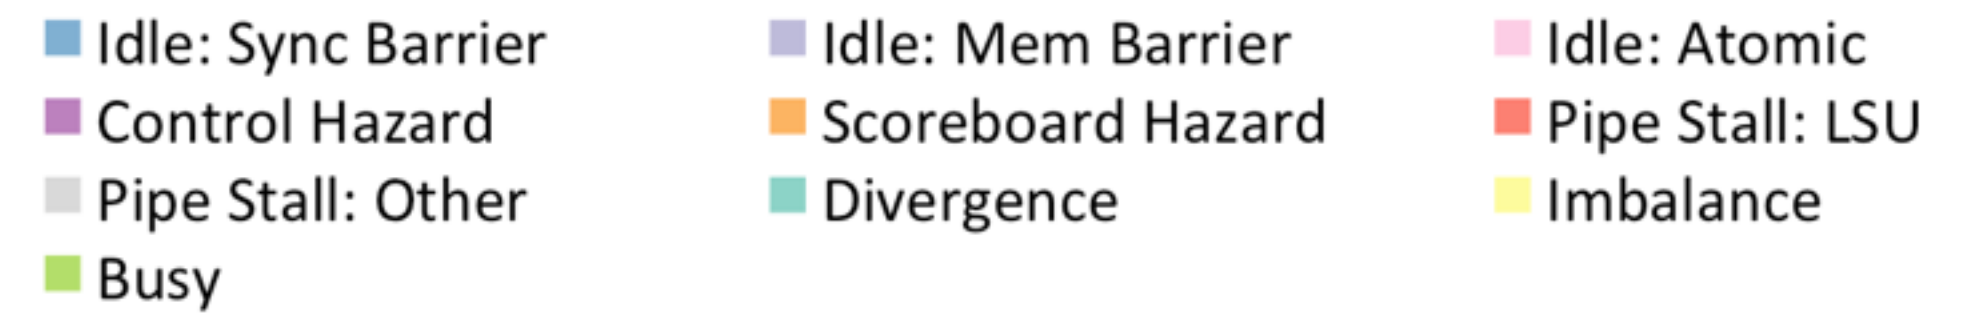 Idle: Sync Barrier Idle: Mem Barrier Idle: Atomic
Control Hazard Scoreboard Hazard Pipe Stall: LSU
Pipe Stall: Other Divergence Imbalance
Busy